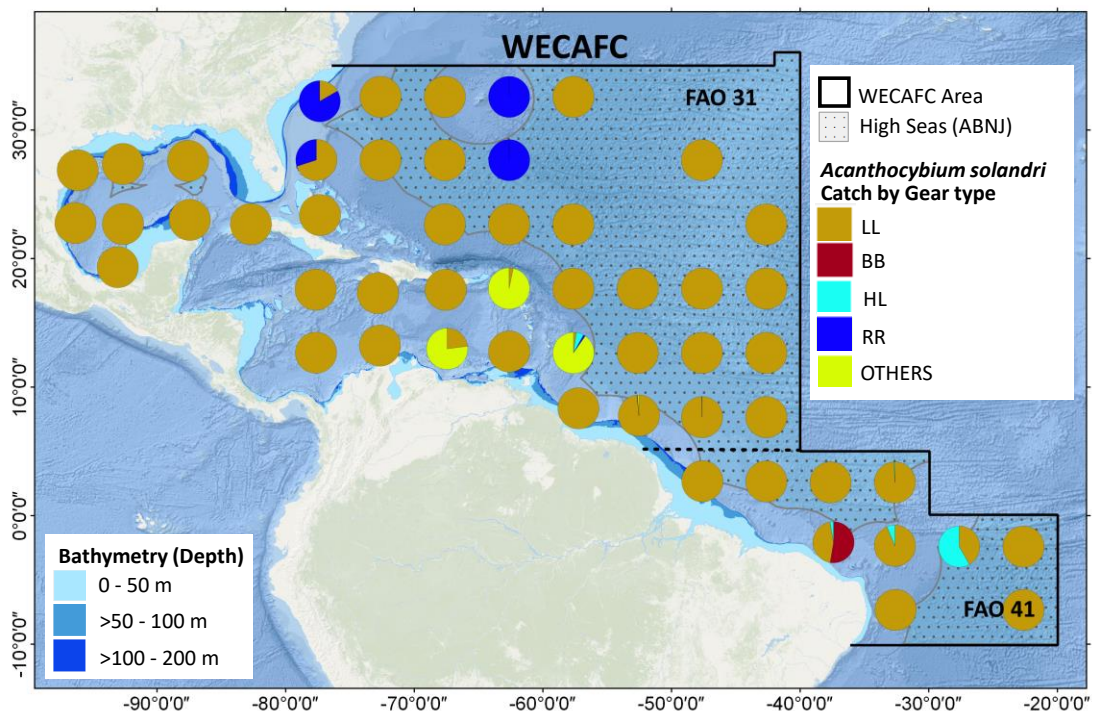 WECAFC
FAO 31
WECAFC Area
High Seas (ABNJ)
Acanthocybium solandri
Catch by Gear type
LL
BB
HL
RR
OTHERS
30°0'0"
20°0'0"
10°0'0"
0°0'0"
-10°0'0"
Bathymetry (Depth)
0 - 50 m
>50 - 100 m
>100 - 200 m
FAO 41
-90°0'0"
-80°0'0"
-70°0'0"
-60°0'0"
-50°0'0"
-40°0'0"
-30°0'0"
-20°0'0"